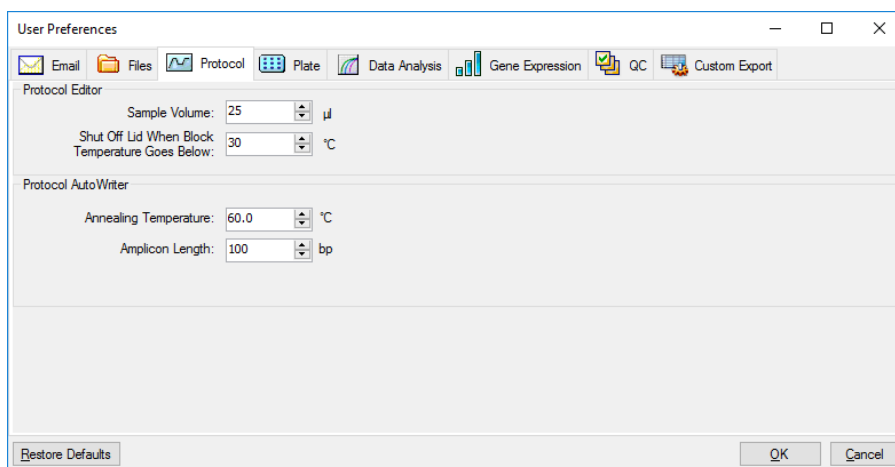 User Preferences
Email Files Protocol Plate Data Analysis Gene Expression QC Custom Export
Protocol Editor
Sample Volume: 25 µl
Shut Off Lid When Block
Temperature Goes Below: 30 °C
Protocol AutoWriter
Annealing Temperature: 60.0 °C
Amplicon Length: 100 bp
Restore Defaults OK Cancel